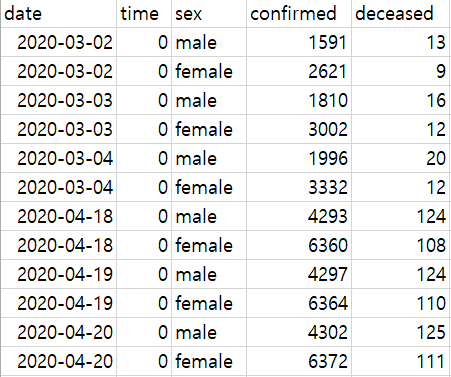 date time sex confirmed deceased
2020-03-02 0 male 1591 13
2020-03-02 0 female 2621 9
2020-03-03 0 male 1810 16
2020-03-03 0 female 3002 12
2020-03-04 0 male 1996 20
2020-03-04 0 female 3332 12
2020-04-18 0 male 4293 124
2020-04-18 0 female 6360 108
2020-04-19 0 male 4297 124
2020-04-19 0 female 6364 110
2020-04-20 0 male 4302 125
2020-04-20 0 female 6372 111